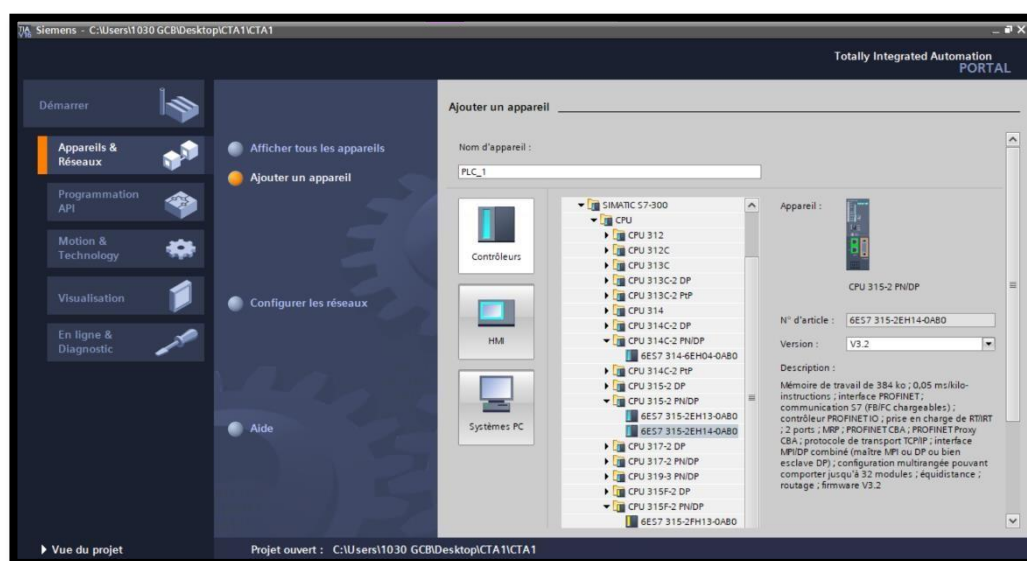 Siemens - C:\Users\1030 GCB\Desktop\CTA1\CTA1
Totally Integrated Automation
PORTAL
Démarrer
Appareils &
Réseaux
Programmation
API
Motion &
Technology
Visualisation
En ligne &
Diagnostic
Vue du projet
Afficher tous les appareils
Ajouter un appareil
Configurer les réseaux
Aide
Ajouter un appareil
Nom d'appareil :
PLC_1
Contrôleurs
HMI
Systèmes PC
SIMATIC S7-300
CPU
CPU 312
CPU 312C
CPU 313C
CPU 313C-2 DP
CPU 313C-2 PtP
CPU 314
CPU 314C-2 DP
CPU 314C-2 PN/DP
6ES7 314-6EH04-0AB0
CPU 314C-2 PtP
CPU 315-2 DP
CPU 315-2 PN/DP
6ES7 315-2EH13-0AB0
6ES7 315-2EH14-0AB0
CPU 317-2 DP
CPU 317-2 PN/DP
CPU 319-3 PN/DP
CPU 315F-2 DP
CPU 315F-2 PN/DP
6ES7 315-2FH13-0AB0
Appareil :
CPU 315-2 PN/DP
N° d'article : 6ES7 315-2EH14-0AB0
Version : V3.2
Description :
Mémoire de travail de 384 ko ; 0,05 ms/kilo-
instructions ; interface PROFINET ;
communication S7 (FB/FC chargeables) ;
contrôleur PROFINET IO ; prise en charge de RT/IRT
; 2 ports ; MRP ; PROFINET CBA ; PROFINET Proxy
CBA ; protocole de transport TCP/IP ; interface
MPI/DP combiné (maître MPI ou DP ou bien
esclave DP) ; configuration multirangée pouvant
comporter jusqu'à 32 modules ; équidistance ;
routage ; firmware V3.2
Projet ouvert : C:\Users\1030 GCB\Desktop\CTA1\CTA1